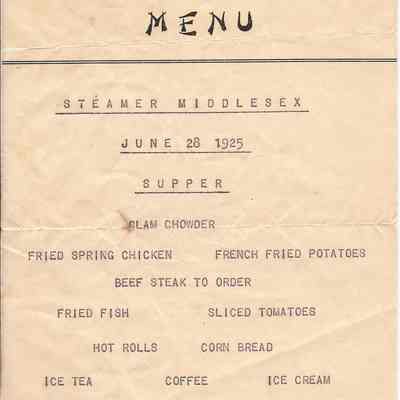 MENU
STEAMER MIDDLESEX
JUNE 28 1925
SUPPER
CLAM CHOWDER
FRIED SPRING CHICKEN FRENCH FRIED POTATOES
BEEF STEAK TO ORDER
FRIED FISH SLICED TOMATOES
HOT ROLLS CORN BREAD
ICE TEA COFFEE ICE CREAM